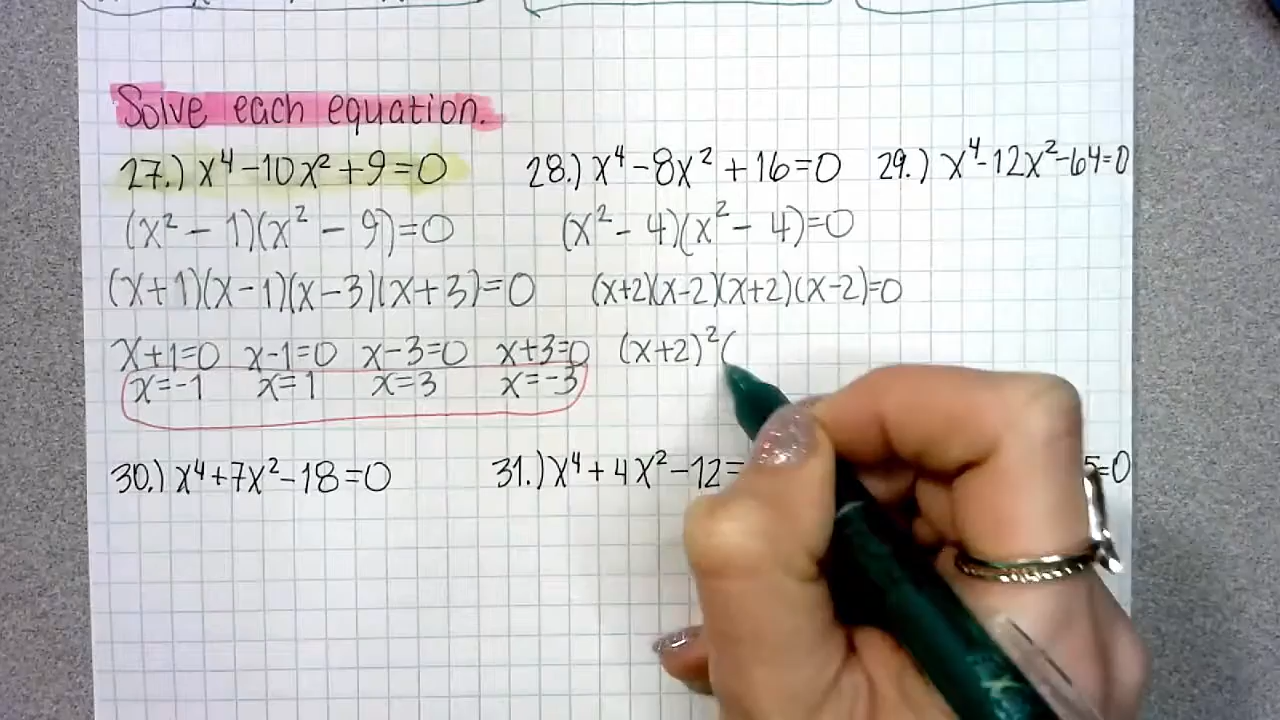 Solve each equation.
27.) x⁴-10x²+9=0
(x²-1)(x²-9)=0
(x+1)(x-1)(x-3)(x+3)=0
x+1=0 x-1=0 x-3=0 x+3=0
x=-1 x=1 x=3 x=-3
28.) x⁴-8x²+16=0
(x²-4)(x²-4)=0
(x+2)(x-2)(x+2)(x-2)=0
(x+2)²(
29.) x⁴-12x²-64=0
30.) x⁴+7x²-18=0
31.) x⁴+4x²-12=
5=0